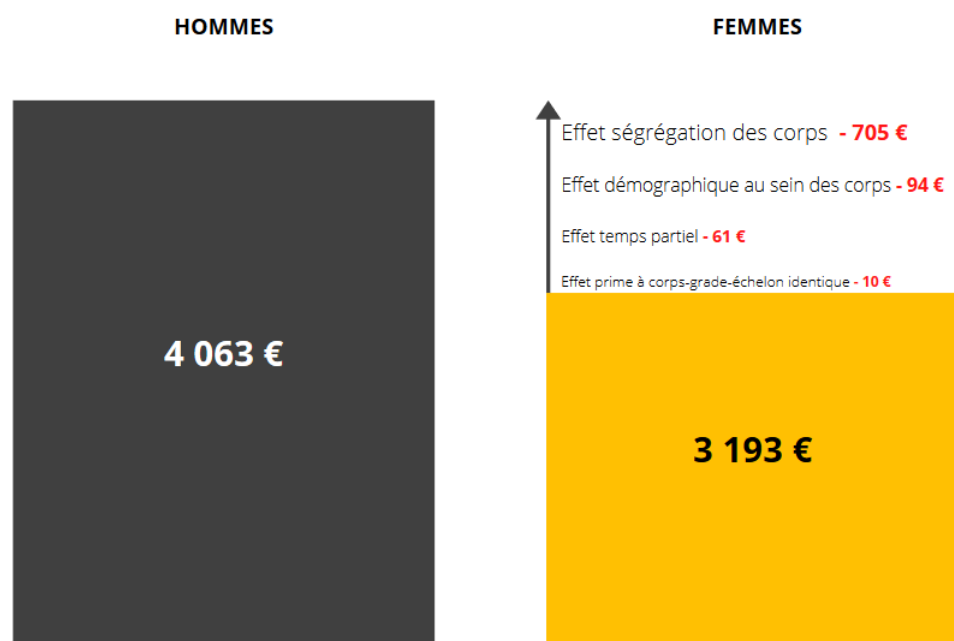 HOMMES
FEMMES
Effet ségrégation des corps - 705 €
Effet démographique au sein des corps - 94 €
Effet temps partiel - 61 €
Effet prime à corps-grade-échelon identique - 10 €
4 063 €
3 193 €